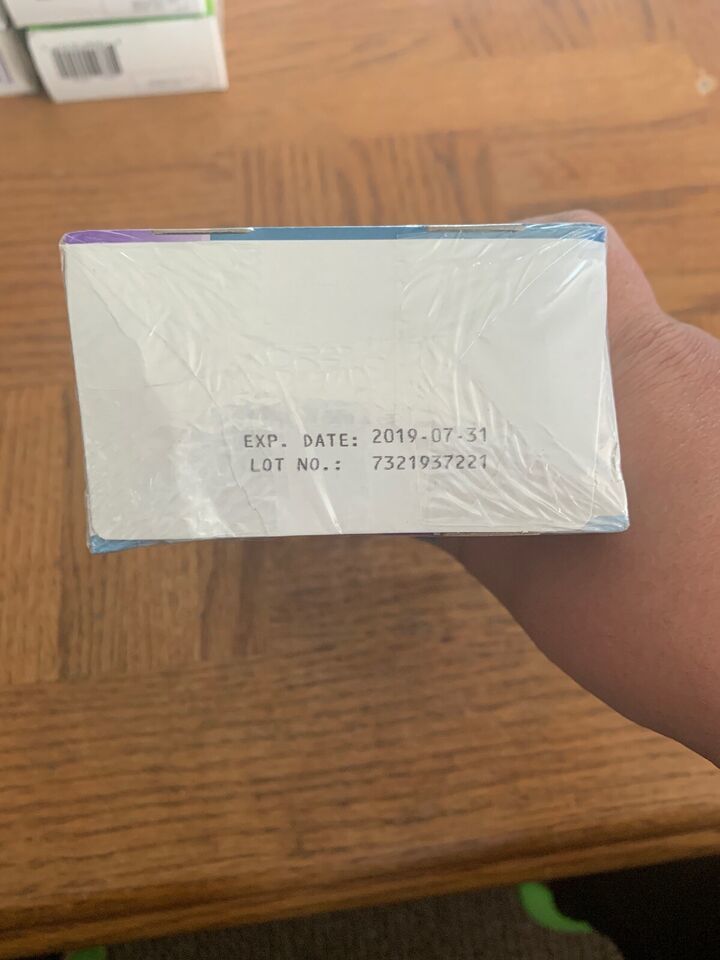 EXP. DATE: 2019-07-31
LOT NO.: 7321937221